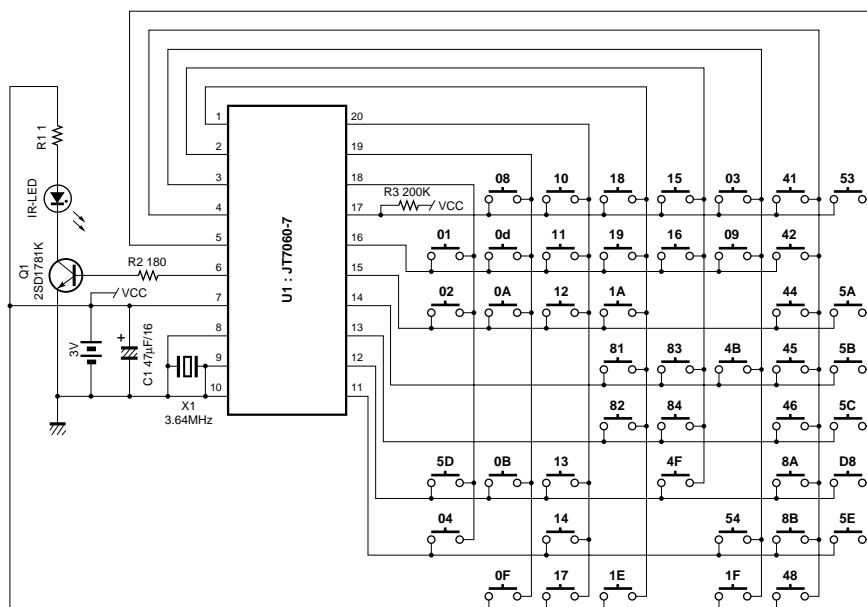 R1 1
IR-LED
Q1
2SD1781K
R2 180
VCC
3V
C1 47µF/16
+
X1
3.64MHz
U1 : JT7060-7
1
2
3
4
5
6
7
8
9
10
20
19
18
17
16
15
14
13
12
11
R3 200K
VCC
08 10 18 15 03 41 53
01 0d 11 19 16 09 42
02 0A 12 1A 44 5A
81 83 4B 45 5B
82 84 46 5C
5D 0B 13 4F 8A D8
04 14 54 8B 5E
0F 17 1E 1F 48